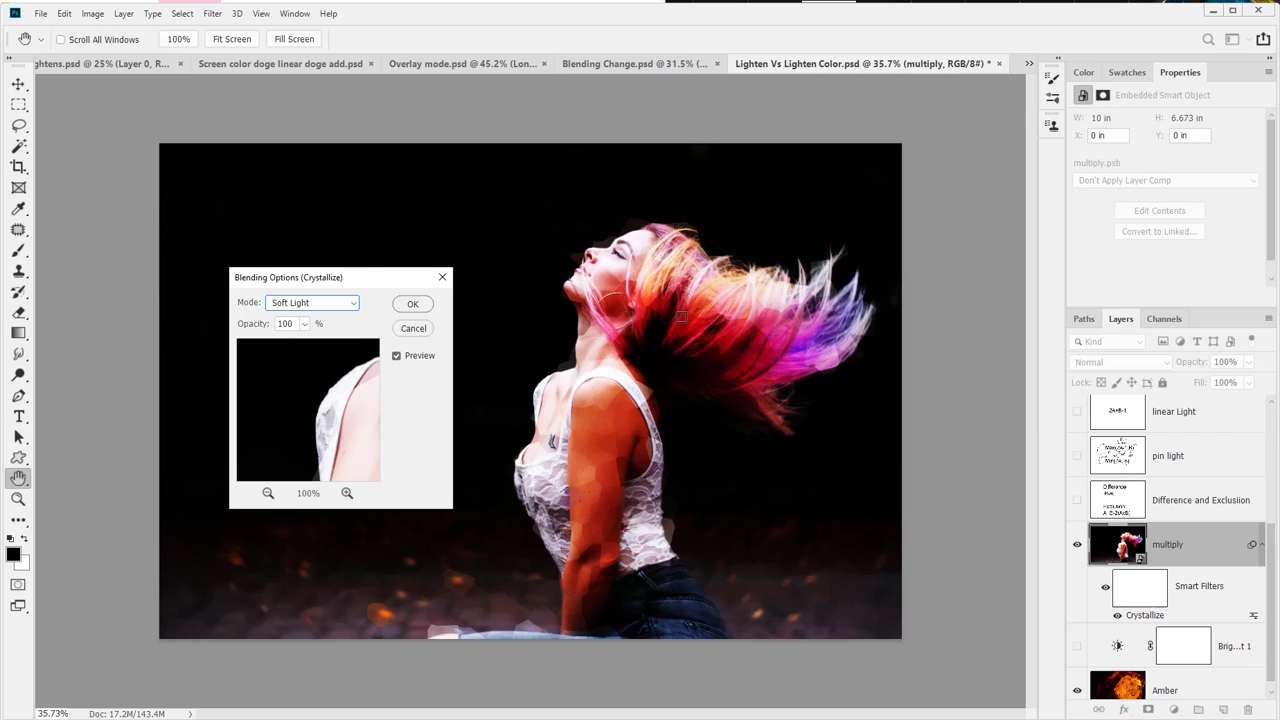 Ps File Edit Image Layer Type Select Filter 3D View Window Help
Scroll All Windows 100% Fit Screen Fill Screen
ghtens.psd @ 25% (Layer 0, R... × Screen color doge linear doge add.psd × Overlay mode.psd @ 45.2% (Lon... × Blending Change.psd @ 31.5% (... × Lighten Vs Lighten Color.psd @ 35.7% (multiply, RGB/8#) * ×
Color Swatches Properties
Embedded Smart Object
W: 10 in H: 6.673 in
X: 0 in Y: 0 in
multiply.psb
Don't Apply Layer Comp
Edit Contents
Convert to Linked...
Blending Options (Crystallize)
Mode: Soft Light OK
Opacity: 100 % Cancel
Preview
100%
Paths Layers Channels
Kind
Normal Opacity: 100%
Lock: Fill: 100%
linear Light
pin light
Difference
Difference and Exclusiion
multiply
Smart Filters
Crystallize
Brig...t 1
Amber
fx
35.73% Doc: 17.2M/143.4M